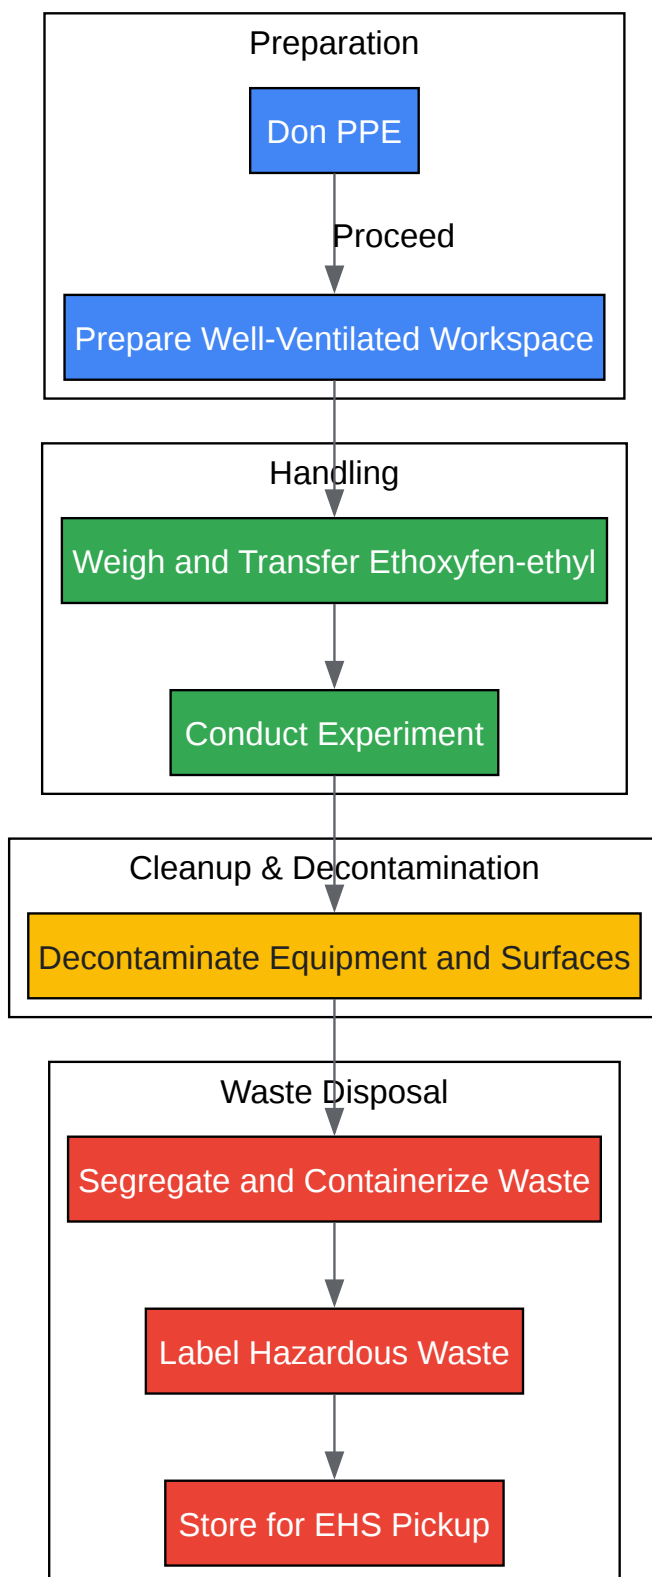 Preparation
Don PPE
Proceed
Prepare Well-Ventilated Workspace
Handling
Weigh and Transfer Ethoxyfen-ethyl
Conduct Experiment
Cleanup & Decontamination
Decontaminate Equipment and Surfaces
Waste Disposal
Segregate and Containerize Waste
Label Hazardous Waste
Store for EHS Pickup